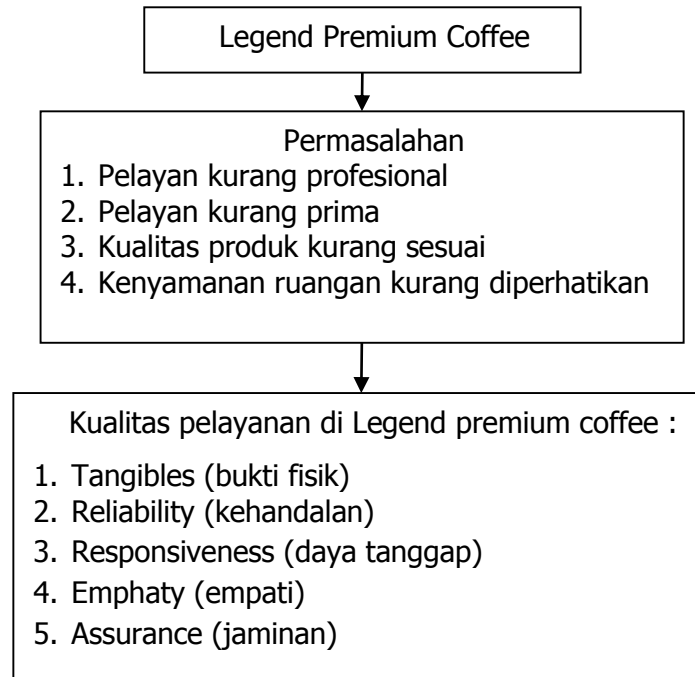 Legend Premium Coffee
Permasalahan
1. Pelayan kurang profesional
2. Pelayan kurang prima
3. Kualitas produk kurang sesuai
4. Kenyamanan ruangan kurang diperhatikan
Kualitas pelayanan di Legend premium coffee :
1. Tangibles (bukti fisik)
2. Reliability (kehandalan)
3. Responsiveness (daya tanggap)
4. Emphaty (empati)
5. Assurance (jaminan)